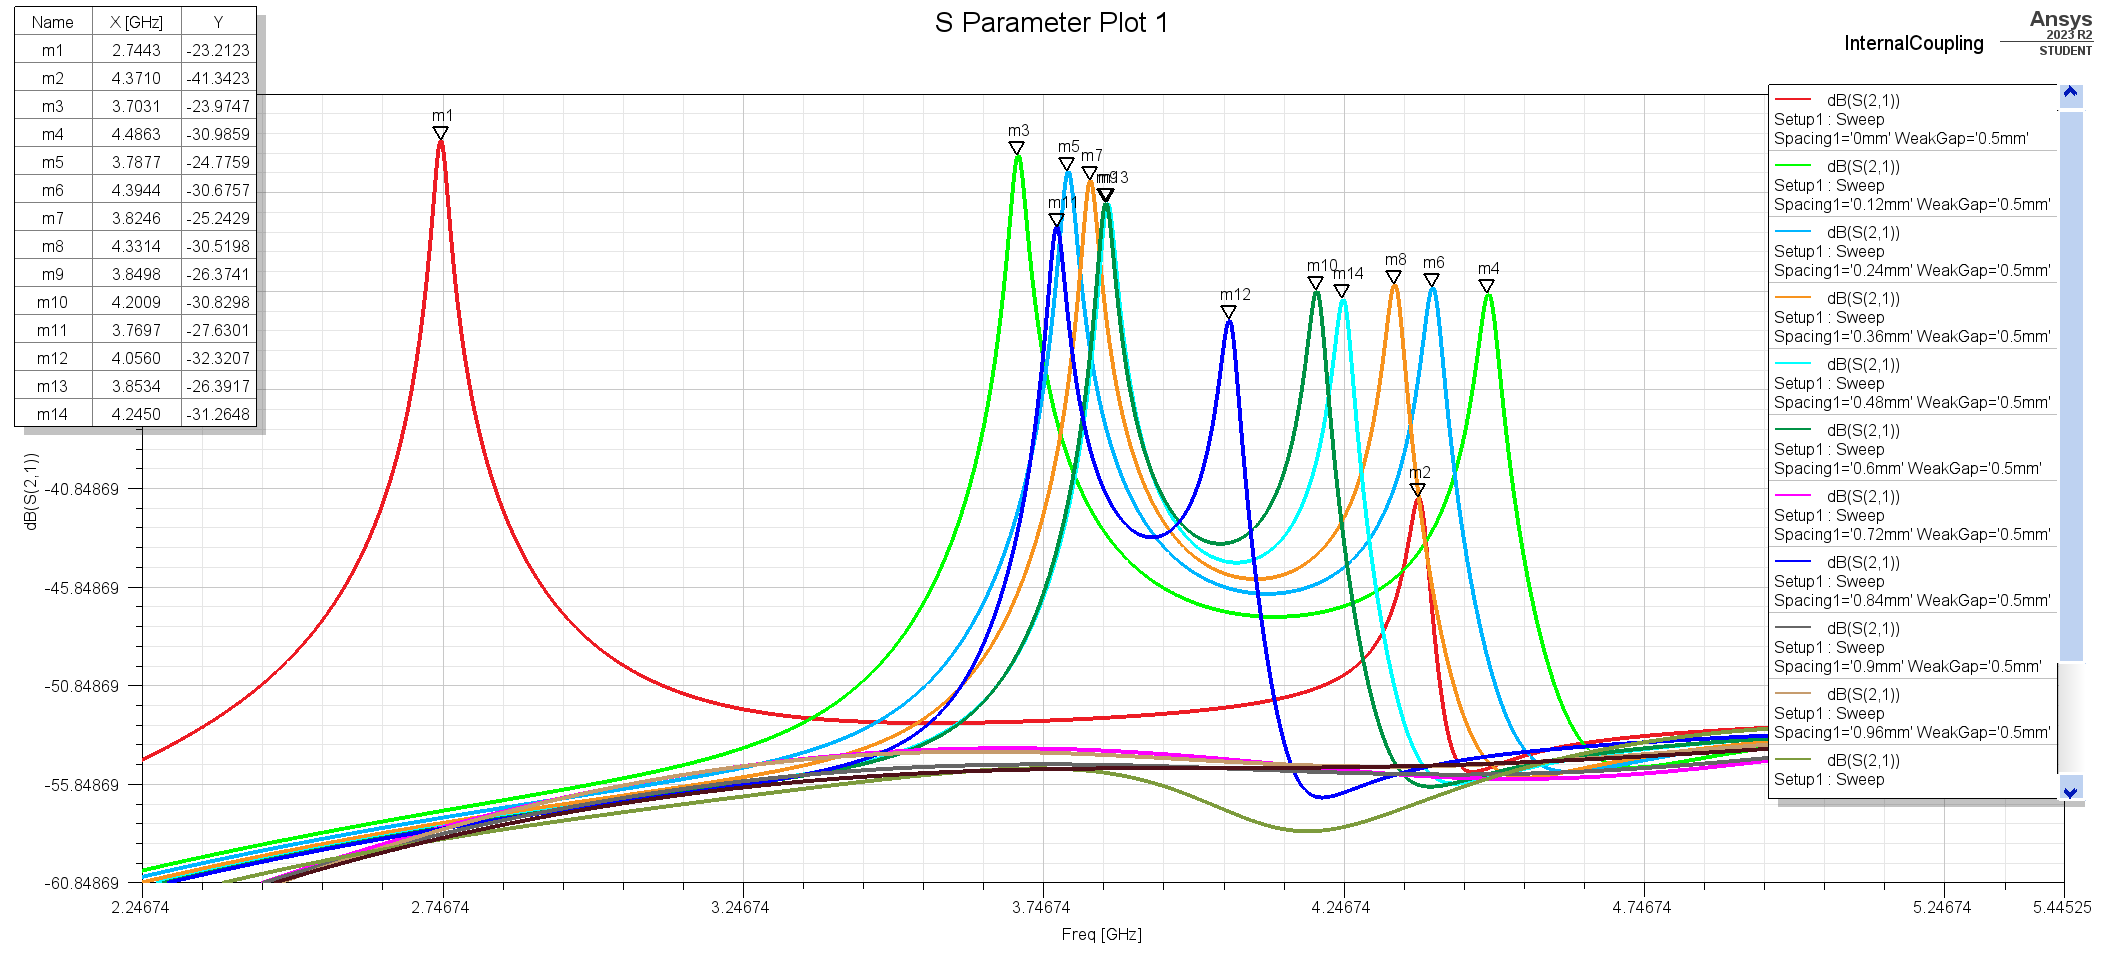 S Parameter Plot 1
Ansys
2023 R2
STUDENT
InternalCoupling
Name X [GHz] Y
m1 2.7443 -23.2123
m2 4.3710 -41.3423
m3 3.7031 -23.9747
m4 4.4863 -30.9859
m5 3.7877 -24.7759
m6 4.3944 -30.6757
m7 3.8246 -25.2429
m8 4.3314 -30.5198
m9 3.8498 -26.3741
m10 4.2009 -30.8298
m11 3.7697 -27.6301
m12 4.0560 -32.3207
m13 3.8534 -26.3917
m14 4.2450 -31.2648
m1
m3
m5
m7
m9
m13
m11
m12
m10
m14
m8
m6
m4
m2
dB(S(2,1))
Setup1 : Sweep
Spacing1='0mm' WeakGap='0.5mm'
dB(S(2,1))
Setup1 : Sweep
Spacing1='0.12mm' WeakGap='0.5mm'
dB(S(2,1))
Setup1 : Sweep
Spacing1='0.24mm' WeakGap='0.5mm'
dB(S(2,1))
Setup1 : Sweep
Spacing1='0.36mm' WeakGap='0.5mm'
dB(S(2,1))
Setup1 : Sweep
Spacing1='0.48mm' WeakGap='0.5mm'
dB(S(2,1))
Setup1 : Sweep
Spacing1='0.6mm' WeakGap='0.5mm'
dB(S(2,1))
Setup1 : Sweep
Spacing1='0.72mm' WeakGap='0.5mm'
dB(S(2,1))
Setup1 : Sweep
Spacing1='0.84mm' WeakGap='0.5mm'
dB(S(2,1))
Setup1 : Sweep
Spacing1='0.9mm' WeakGap='0.5mm'
dB(S(2,1))
Setup1 : Sweep
Spacing1='0.96mm' WeakGap='0.5mm'
dB(S(2,1))
Setup1 : Sweep
dB(S(2,1))
-40.84869
-45.84869
-50.84869
-55.84869
-60.84869
2.24674 2.74674 3.24674 3.74674 4.24674 4.74674 5.24674 5.44525
Freq [GHz]